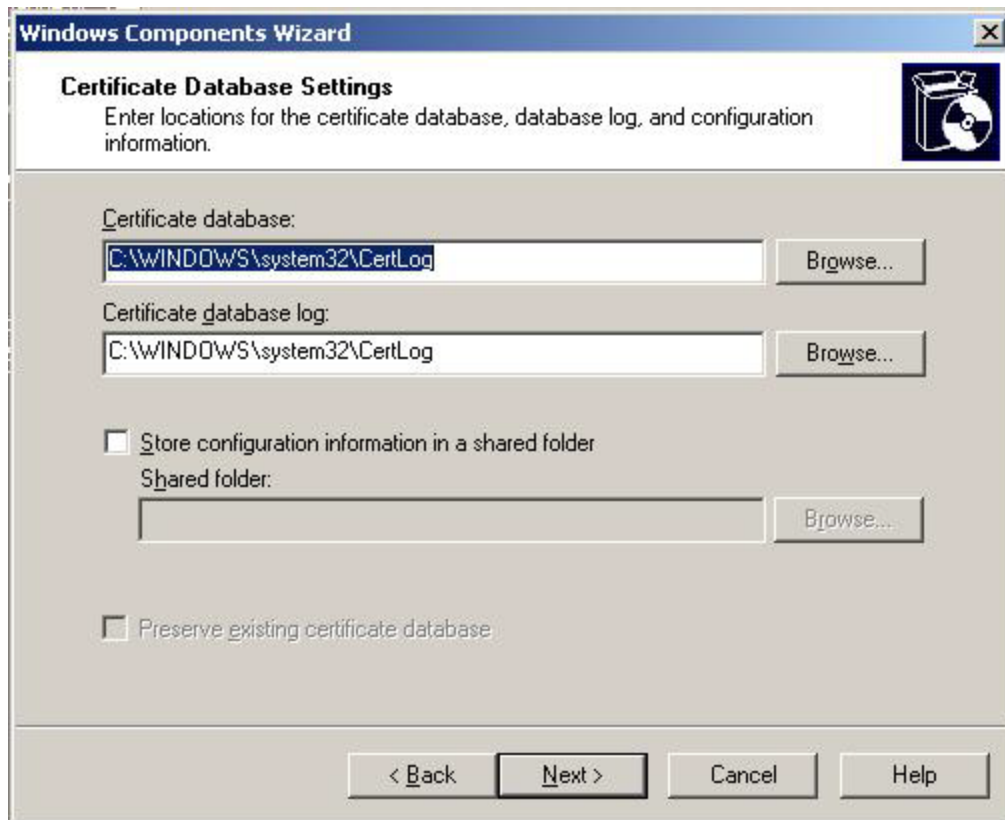 Windows Components Wizard
Certificate Database Settings
Enter locations for the certificate database, database log, and configuration
information.
Certificate database:
C:\WINDOWS\system32\CertLog
Browse...
Certificate database log:
C:\WINDOWS\system32\CertLog
Browse...
Store configuration information in a shared folder
Shared folder:
Browse...
Preserve existing certificate database
< Back
Next >
Cancel
Help